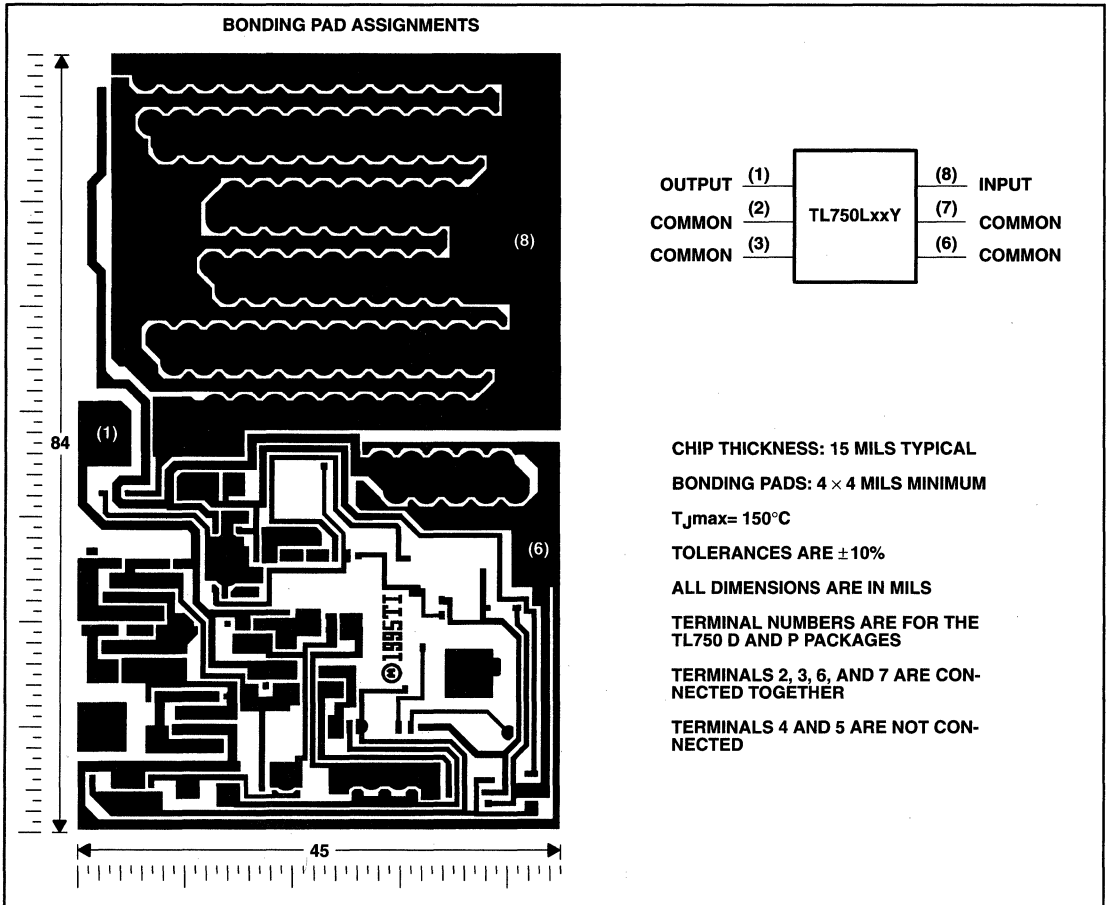 BONDING PAD ASSIGNMENTS
(8)
(1)
84
(6)
Ⓜ1995TI
45
OUTPUT (1)
COMMON (2)
COMMON (3)
TL750LxxY
(8) INPUT
(7) COMMON
(6) COMMON
CHIP THICKNESS: 15 MILS TYPICAL
BONDING PADS: 4 × 4 MILS MINIMUM
TJmax= 150°C
TOLERANCES ARE ±10%
ALL DIMENSIONS ARE IN MILS
TERMINAL NUMBERS ARE FOR THE
TL750 D AND P PACKAGES
TERMINALS 2, 3, 6, AND 7 ARE CON-
NECTED TOGETHER
TERMINALS 4 AND 5 ARE NOT CON-
NECTED